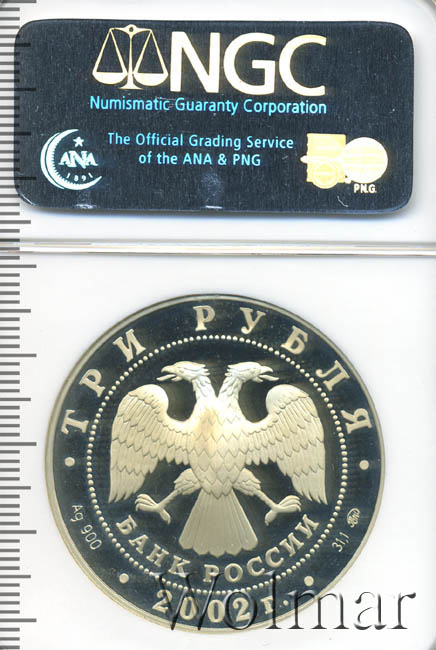 NGC
Numismatic Guaranty Corporation
The Official Grading Service
of the ANA & PNG
ANA
1891
P.N.G.
ТРИ РУБЛЯ
Ag 900
БАНК РОССИИ
31,1
2002 г.
Wolmar